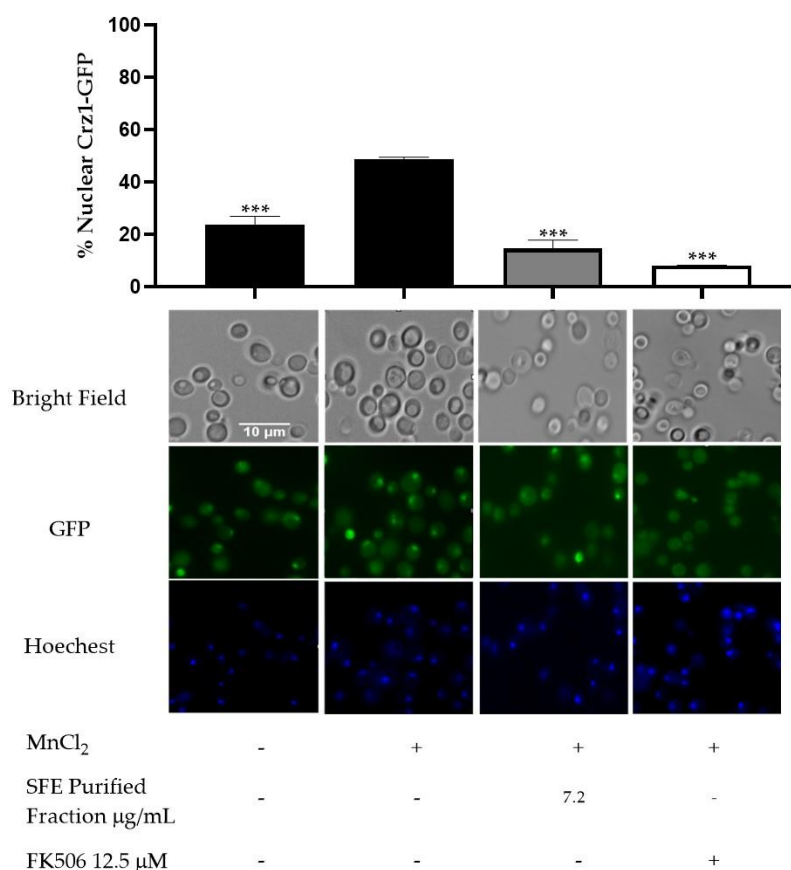 100
80
60
40
20
0
% Nuclear Crz1-GFP
***
***
***
Bright Field
10 µm
GFP
Hoechest
MnCl₂ - + + +
SFE Purified
Fraction µg/mL - - 7.2 -
FK506 12.5 µM - - - +